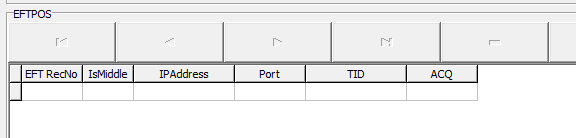 EFTPOS
EFT RecNo IsMiddle IPAddress Port TID ACQ